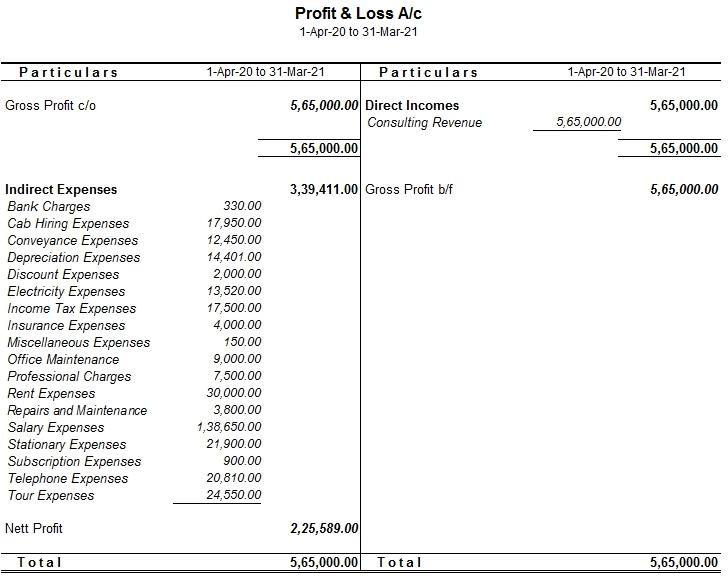 Profit & Loss A/c
1-Apr-20 to 31-Mar-21
Particulars 1-Apr-20 to 31-Mar-21 Particulars 1-Apr-20 to 31-Mar-21
Gross Profit c/o 5,65,000.00 Direct Incomes 5,65,000.00
Consulting Revenue 5,65,000.00
5,65,000.00 5,65,000.00
Indirect Expenses 3,39,411.00 Gross Profit b/f 5,65,000.00
Bank Charges 330.00
Cab Hiring Expenses 17,950.00
Conveyance Expenses 12,450.00
Depreciation Expenses 14,401.00
Discount Expenses 2,000.00
Electricity Expenses 13,520.00
Income Tax Expenses 17,500.00
Insurance Expenses 4,000.00
Miscellaneous Expenses 150.00
Office Maintenance 9,000.00
Professional Charges 7,500.00
Rent Expenses 30,000.00
Repairs and Maintenance 3,800.00
Salary Expenses 1,38,650.00
Stationary Expenses 21,900.00
Subscription Expenses 900.00
Telephone Expenses 20,810.00
Tour Expenses 24,550.00
Nett Profit 2,25,589.00
Total 5,65,000.00 Total 5,65,000.00